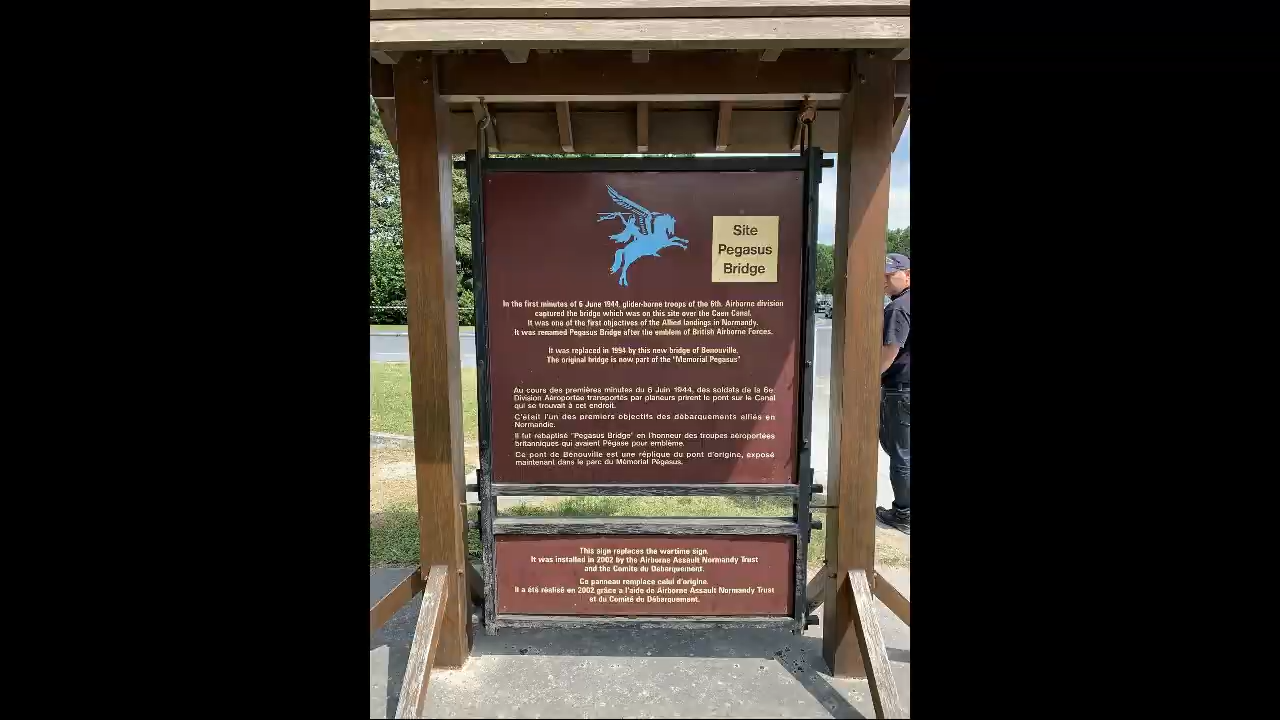 Site
Pegasus
Bridge
In the first minutes of 6 June 1944, glider-borne troops of the 6th. Airborne division
captured the bridge which was on this site over the Caen Canal.
It was one of the first objectives of the Allied landings in Normandy.
It was renamed Pegasus Bridge after the emblem of British Airborne Forces.
It was replaced in 1994 by this new bridge of Benouville.
The original bridge is now part of the "Memorial Pegasus"
Au cours des premières minutes du 6 Juin 1944, des soldats de la 6e
Division Aéroportée transportés par planeurs prirent le pont sur le Canal
qui se trouvait à cet endroit.
C'était l'un des premiers objectifs des débarquements alliés en
Normandie.
Il fut rebaptisé "Pegasus Bridge" en l'honneur des troupes aéroportées
britanniques qui avaient Pégase pour emblème.
Ce pont de Bénouville est une réplique du pont d'origine, exposé
maintenant dans le parc du Mémorial Pégasus.
This sign replaces the wartime sign.
It was installed in 2002 by the Airborne Assault Normandy Trust
and the Comite du Débarquement.
Ce panneau remplace celui d'origine.
Il a été réalisé en 2002 grâce a l'aide de Airborne Assault Normandy Trust
et du Comité du Débarquement.